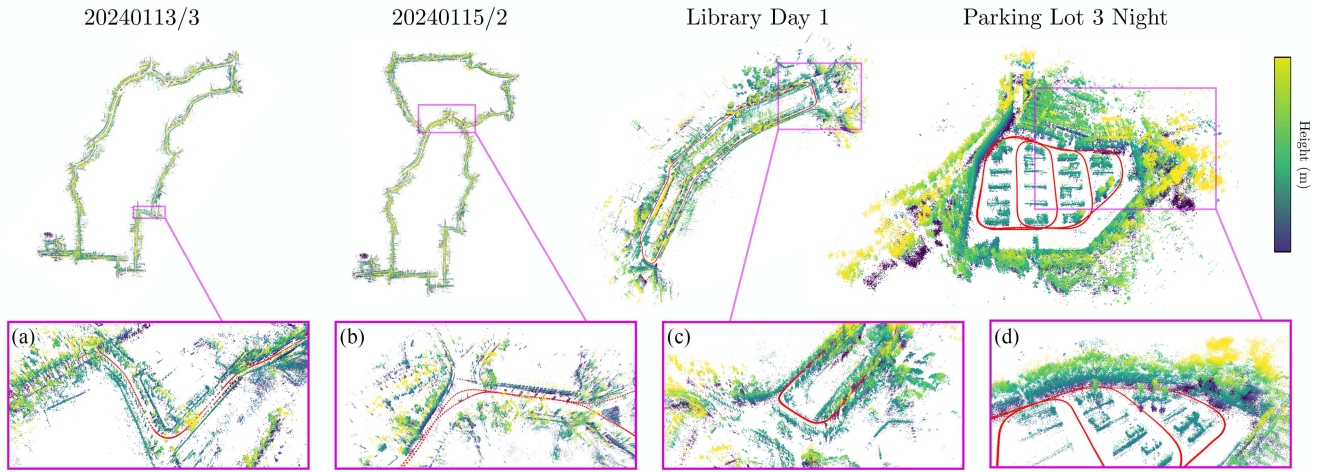 20240113/3
20240115/2
Library Day 1
Parking Lot 3 Night
Height (m)
(a)
(b)
(c)
(d)